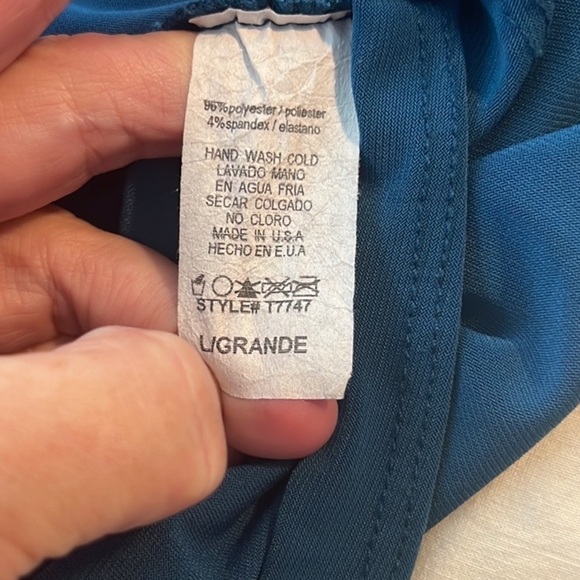 96%polyester / poliester
4%spandex / elastano
HAND WASH COLD
LAVADO MANO
EN AGUA FRIA
SECAR COLGADO
NO CLORO
MADE IN U.S.A
HECHO EN E.U.A
STYLE# 17747
L/GRANDE